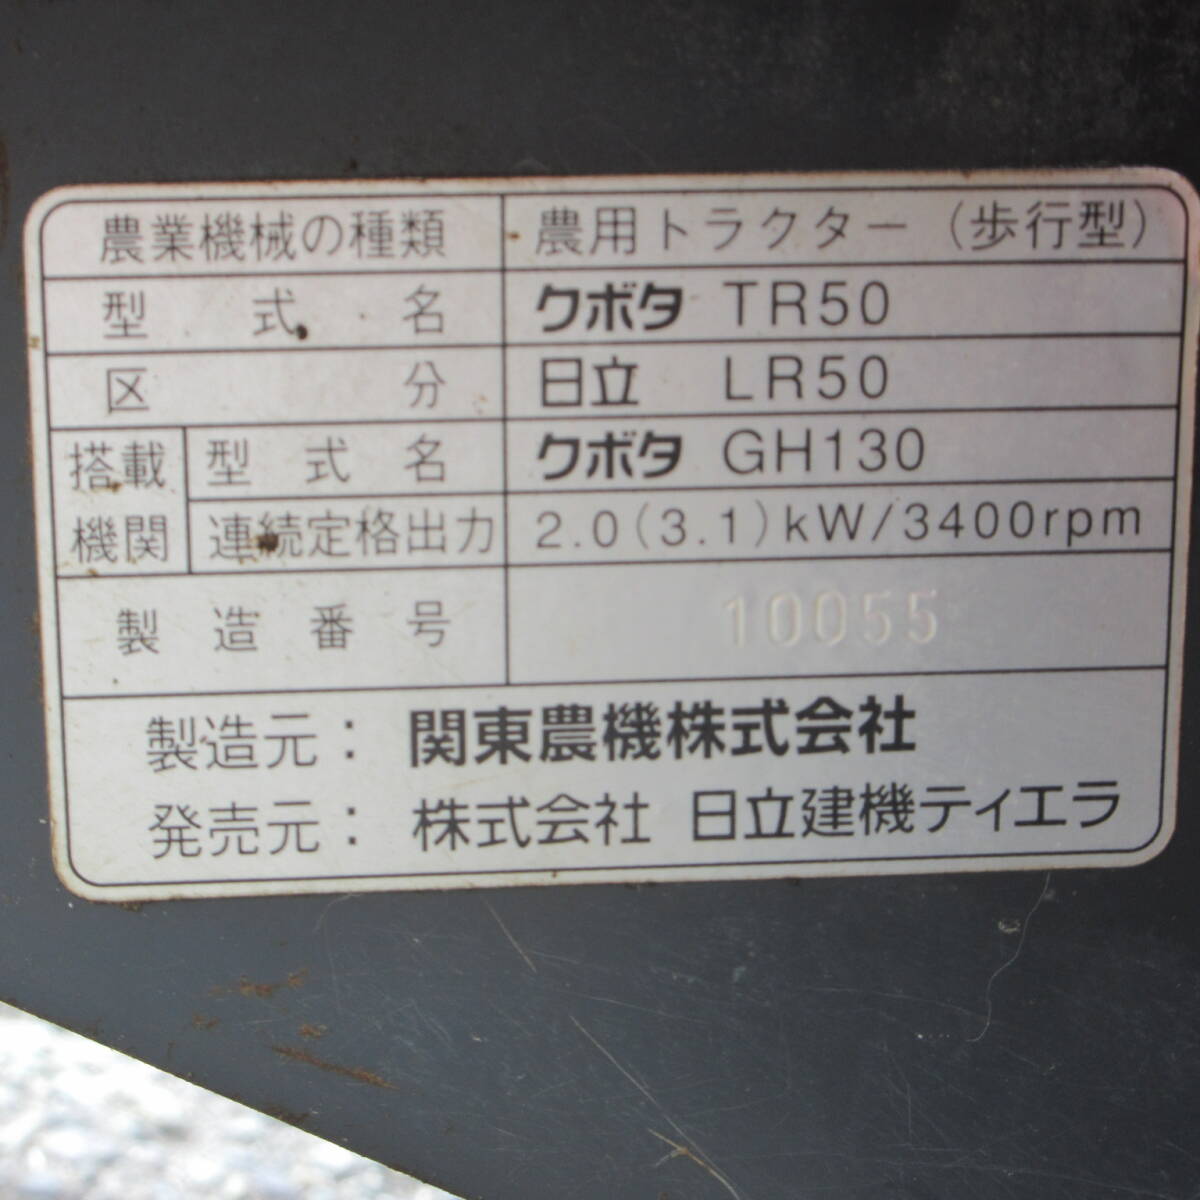 農業機械の種類 農用トラクター（歩行型）
型式名 クボタ TR50
区分 日立 LR50
搭載機関 型式名 クボタ GH130
連続定格出力 2.0(3.1)kW/3400rpm
製造番号 10055
製造元：関東農機株式会社
発売元：株式会社 日立建機ティエラ